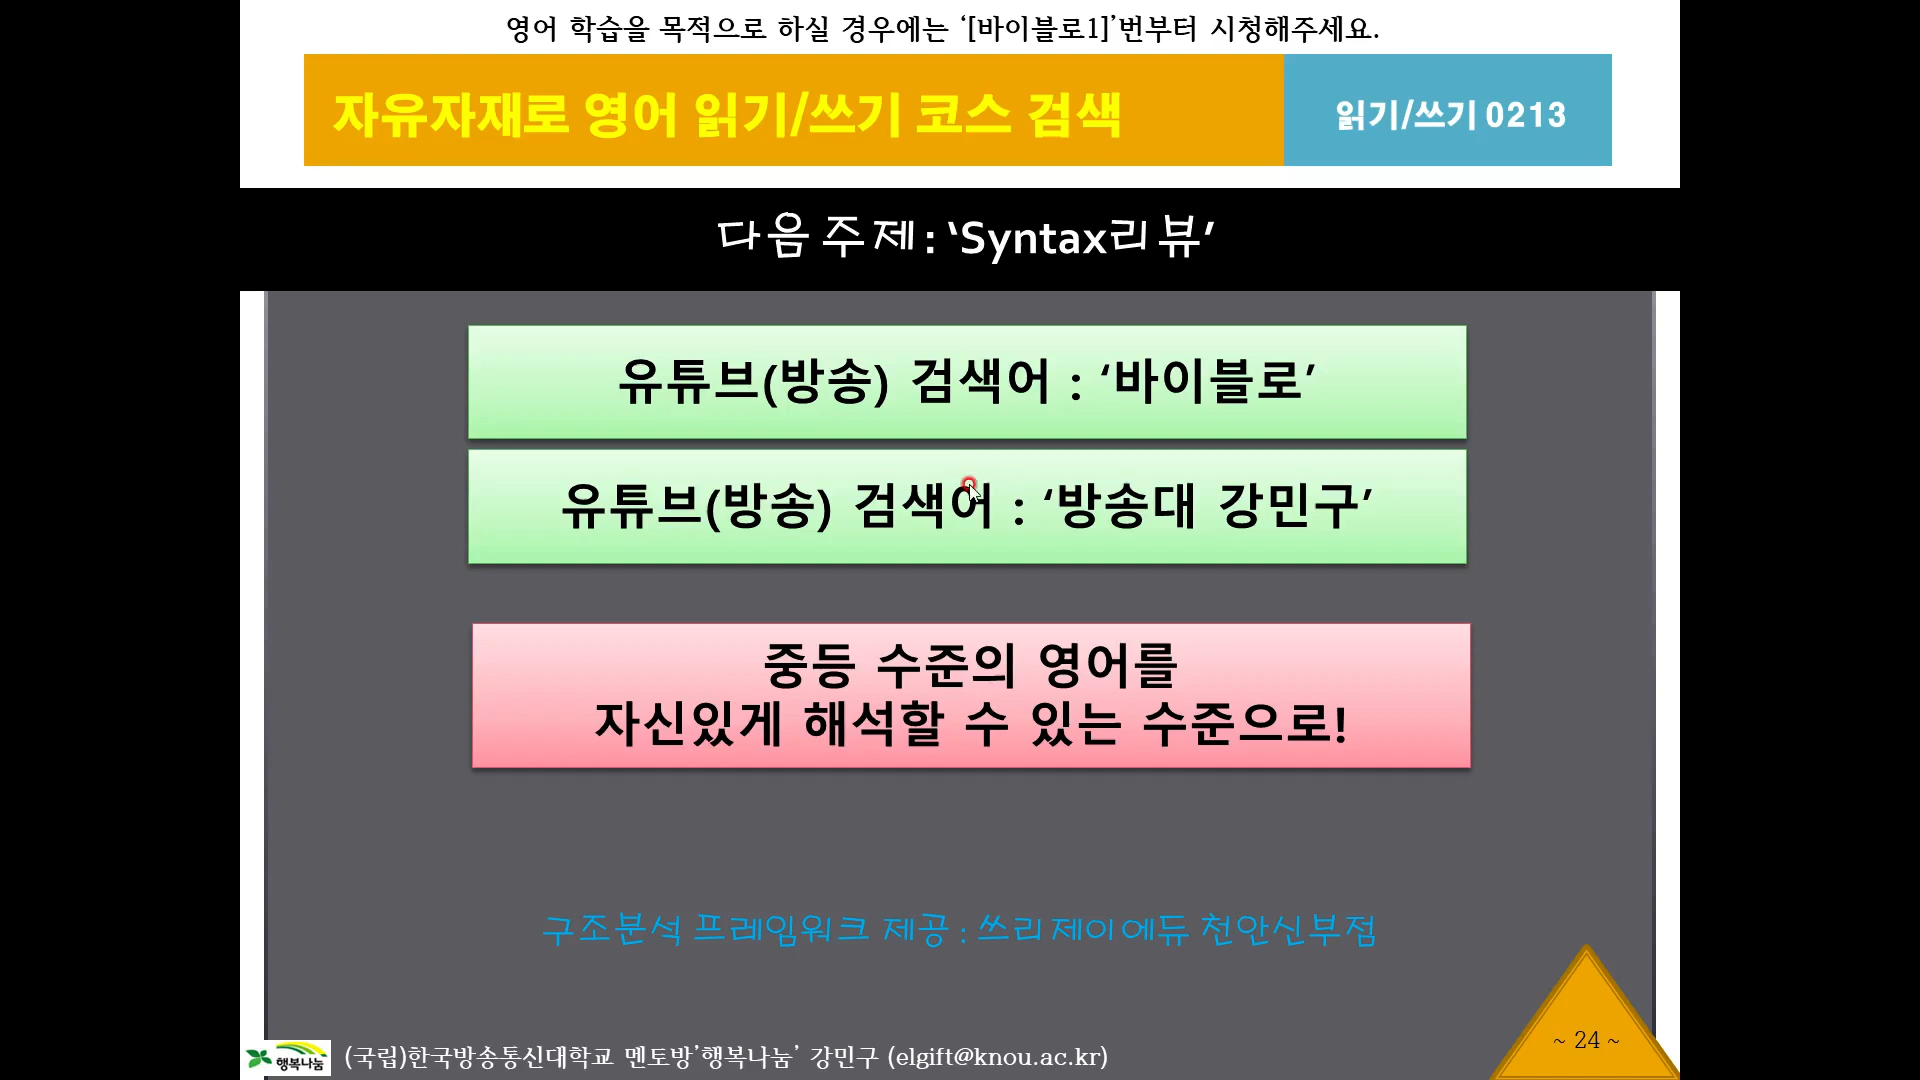 영어 학습을 목적으로 하실 경우에는 ‘[바이블로1]’번부터 시청해주세요.
자유자재로 영어 읽기/쓰기 코스 검색
읽기/쓰기 0213
다음 주제 : ‘Syntax리뷰’
유튜브(방송) 검색어 : ‘바이블로’
유튜브(방송) 검색어 : ‘방송대 강민구’
중등 수준의 영어를
자신있게 해석할 수 있는 수준으로!
구조분석 프레임워크 제공 : 쓰리제이에듀 천안신부점
~ 24 ~
행복나눔
(국립)한국방송통신대학교 멘토방’행복나눔’ 강민구 (elgift@knou.ac.kr)